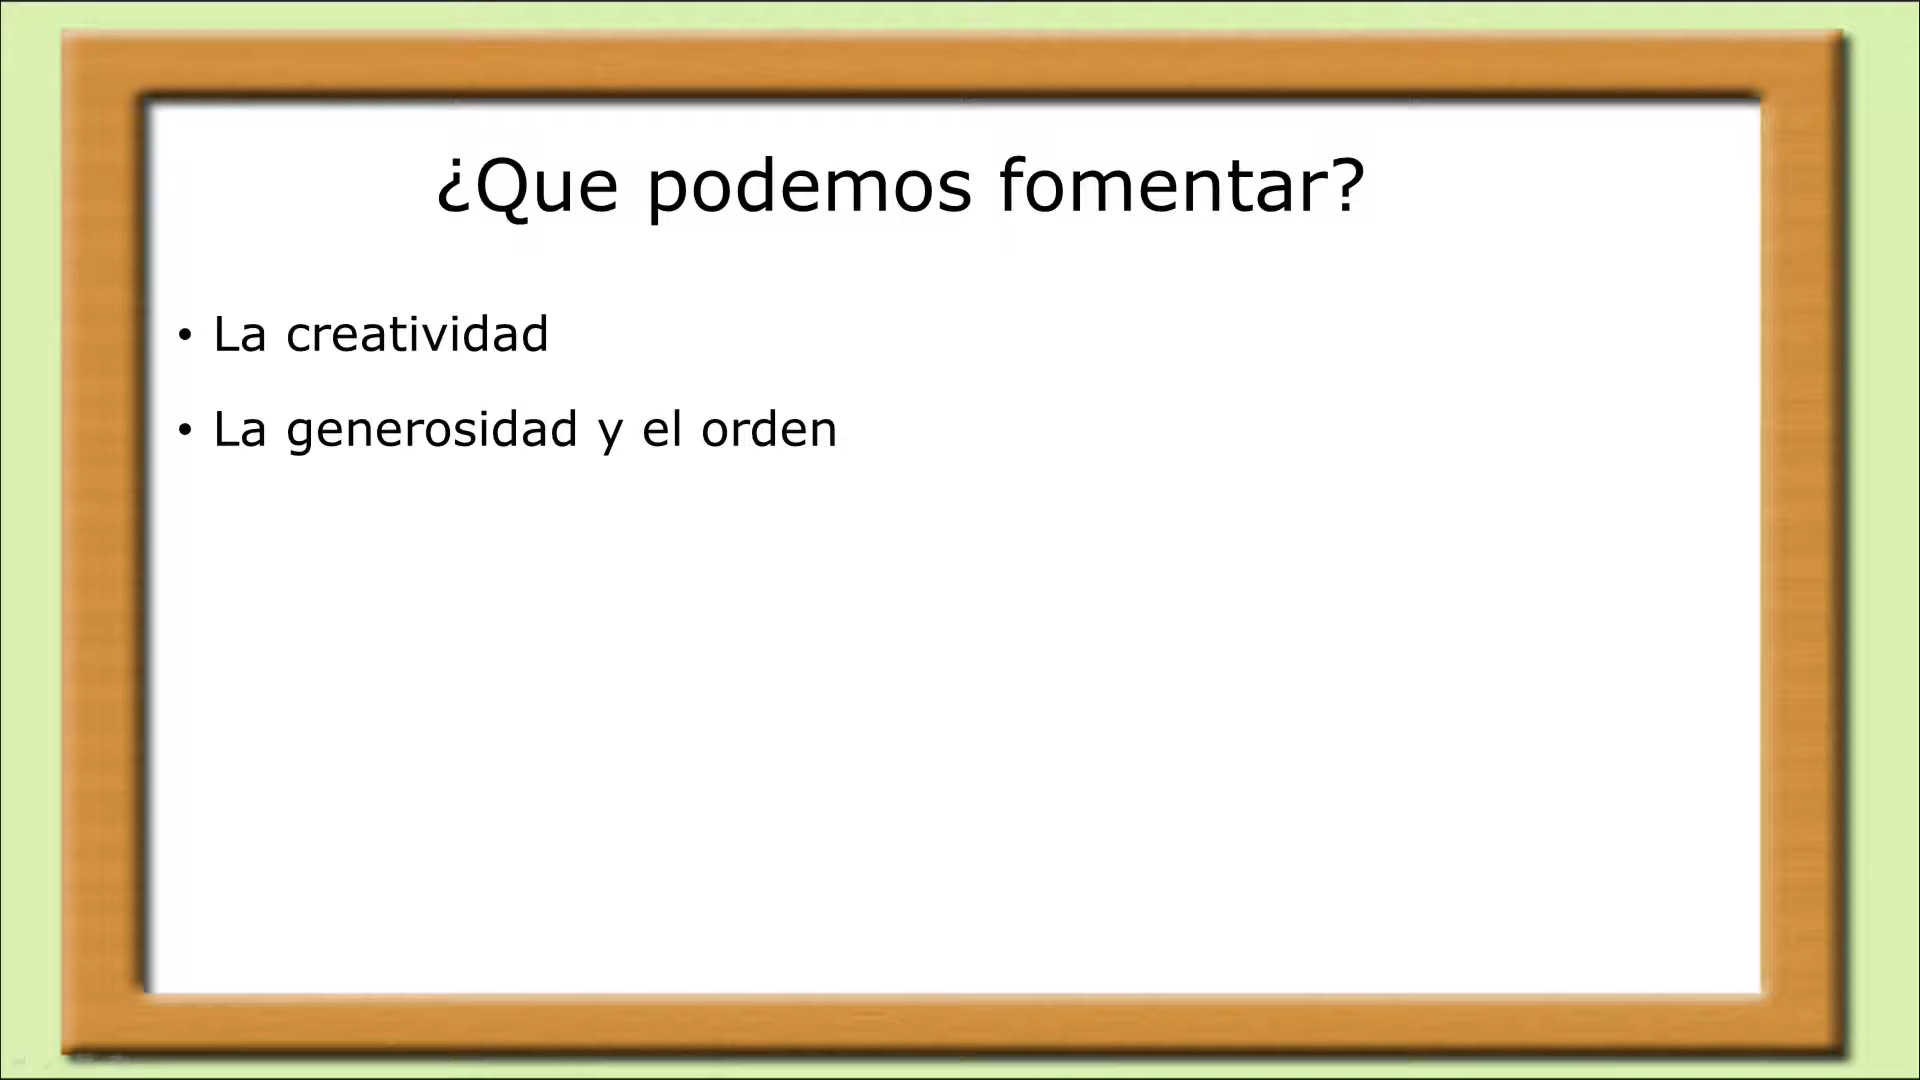 ¿Que podemos fomentar?
• La creatividad
• La generosidad y el orden